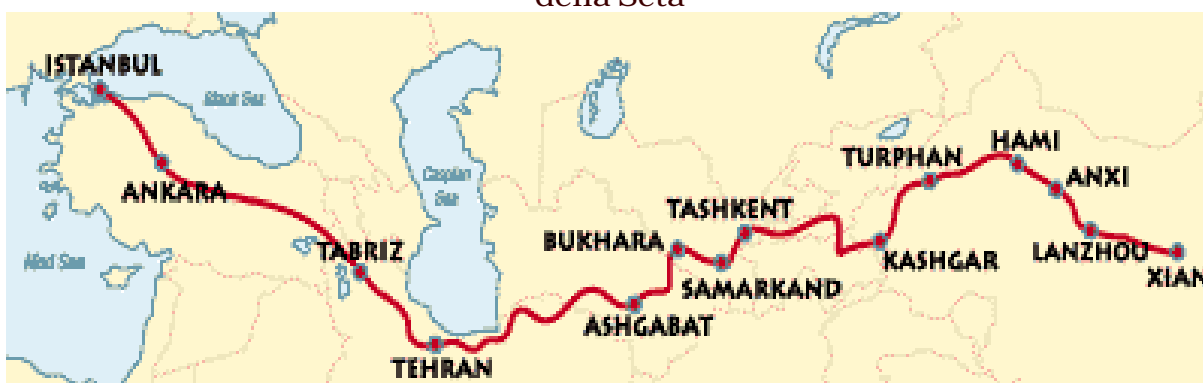 della Seta
ISTANBUL
Black Sea
ANKARA
Med Sea
TABRIZ
Caspian
Sea
TEHRAN
ASHGABAT
BUKHARA
SAMARKAND
TASHKENT
KASHGAR
TURPHAN
HAMI
ANXI
LANZHOU
XIAN